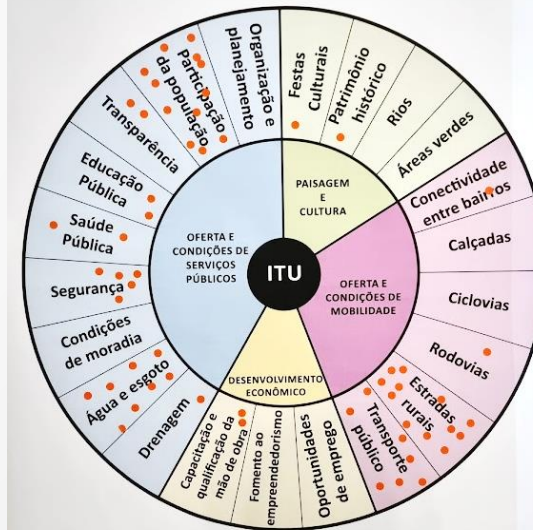 Organização e
planejamento
Participação
da população
Transparência
Educação
Pública
Saúde
Pública
Segurança
Condições
de moradia
Água e esgoto
Drenagem
OFERTA E
CONDIÇÕES DE
SERVIÇOS
PÚBLICOS
Festas
Culturais
Patrimônio
histórico
Rios
Áreas verdes
PAISAGEM
E
CULTURA
ITU
Conectividade
entre bairros
Calçadas
Ciclovias
Rodovias
Estradas
rurais
Transporte
público
OFERTA E
CONDIÇÕES DE
MOBILIDADE
DESENVOLVIMENTO
ECONÔMICO
Capacitação e
qualificação da
mão de obra
Fomento ao
empreendedorismo
Oportunidades
de emprego